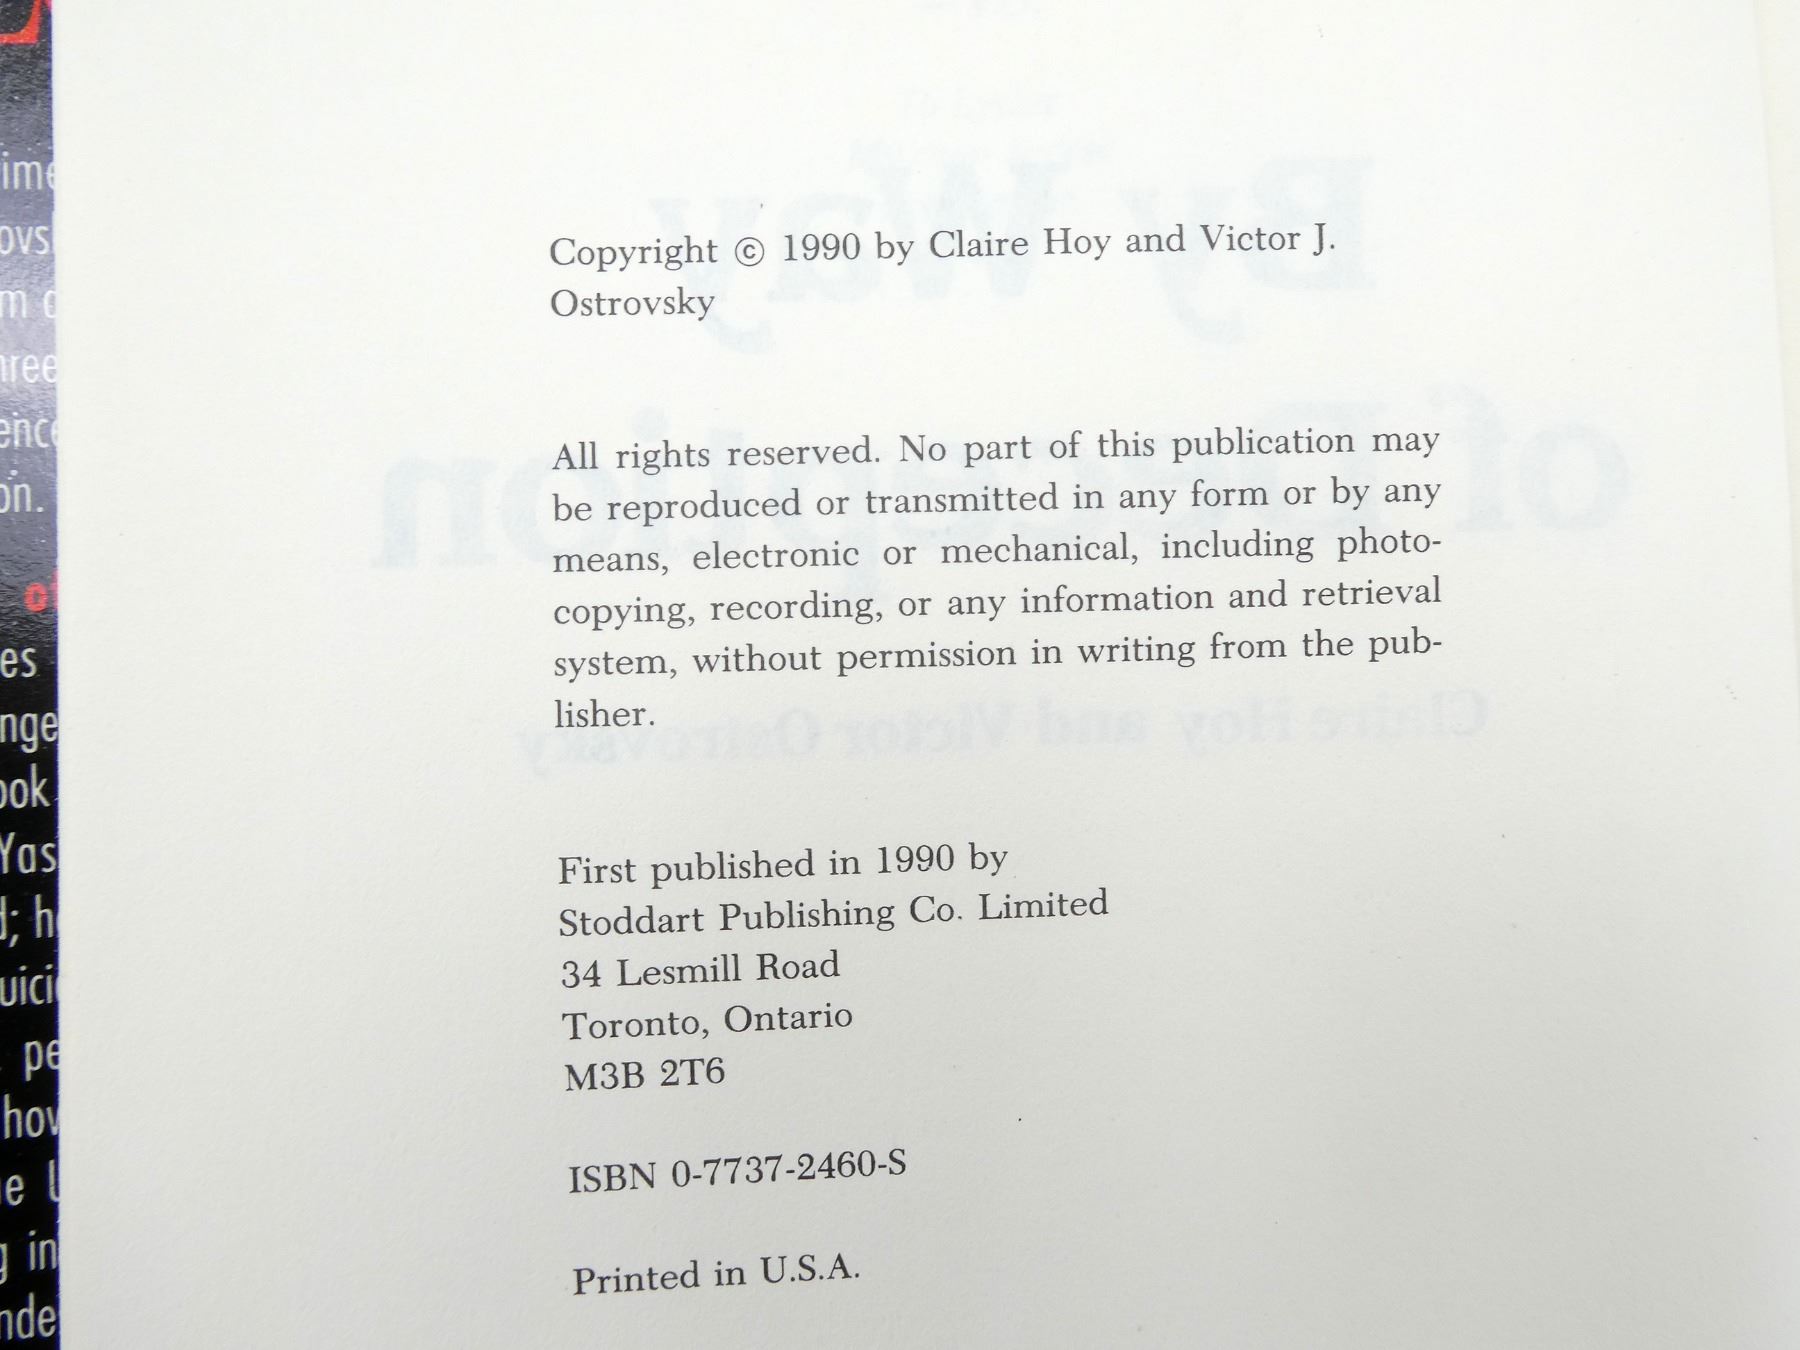 Copyright © 1990 by Claire Hoy and Victor J.
Ostrovsky
All rights reserved. No part of this publication may
be reproduced or transmitted in any form or by any
means, electronic or mechanical, including photo-
copying, recording, or any information and retrieval
system, without permission in writing from the pub-
lisher.
First published in 1990 by
Stoddart Publishing Co. Limited
34 Lesmill Road
Toronto, Ontario
M3B 2T6
ISBN 0-7737-2460-S
Printed in U.S.A.